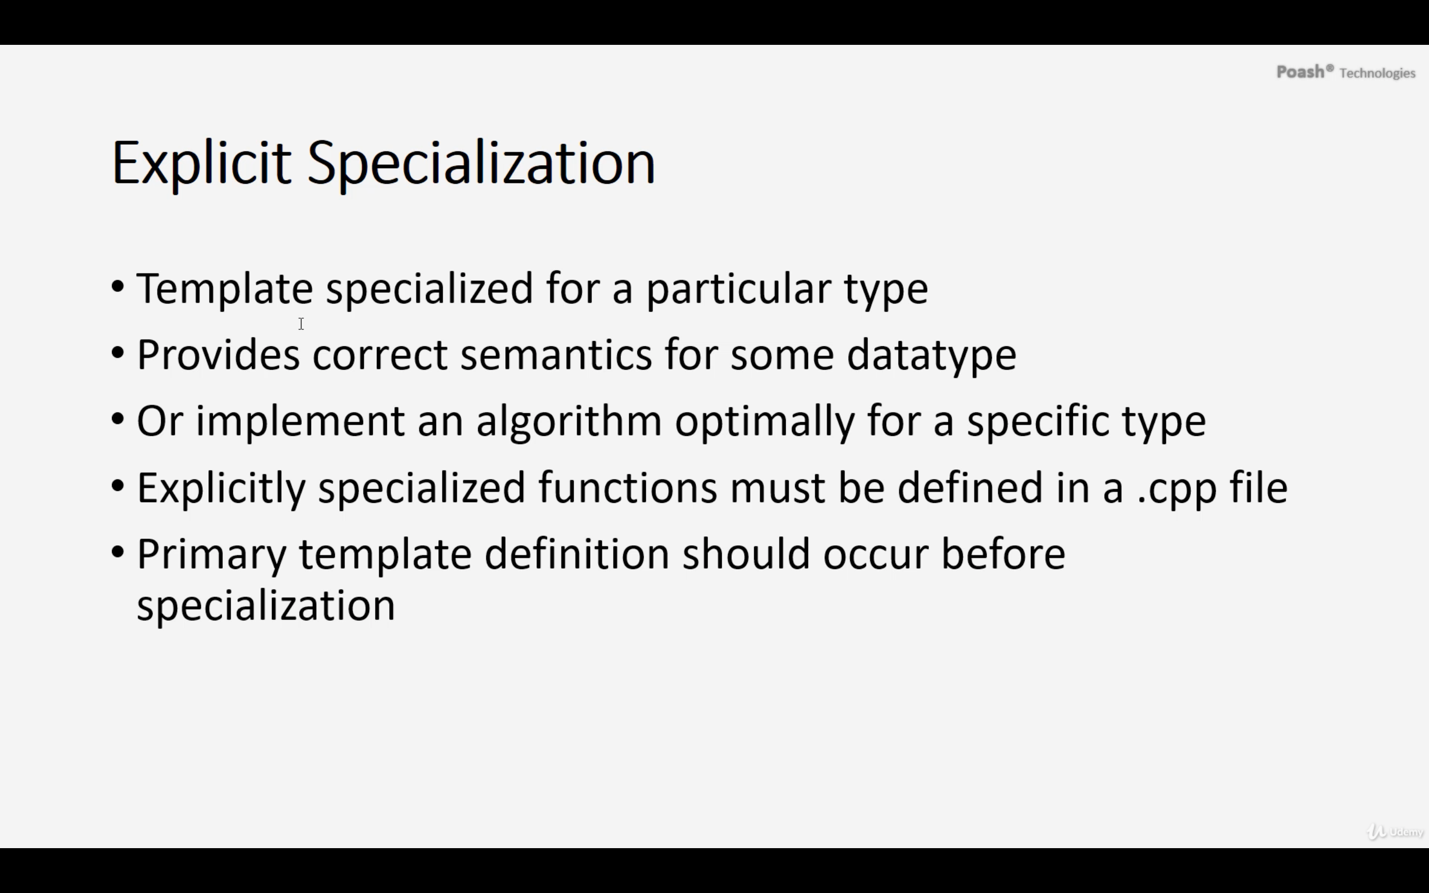 Poash® Technologies
Explicit Specialization
• Template specialized for a particular type
• Provides correct semantics for some datatype
• Or implement an algorithm optimally for a specific type
• Explicitly specialized functions must be defined in a .cpp file
• Primary template definition should occur before
specialization
Udemy